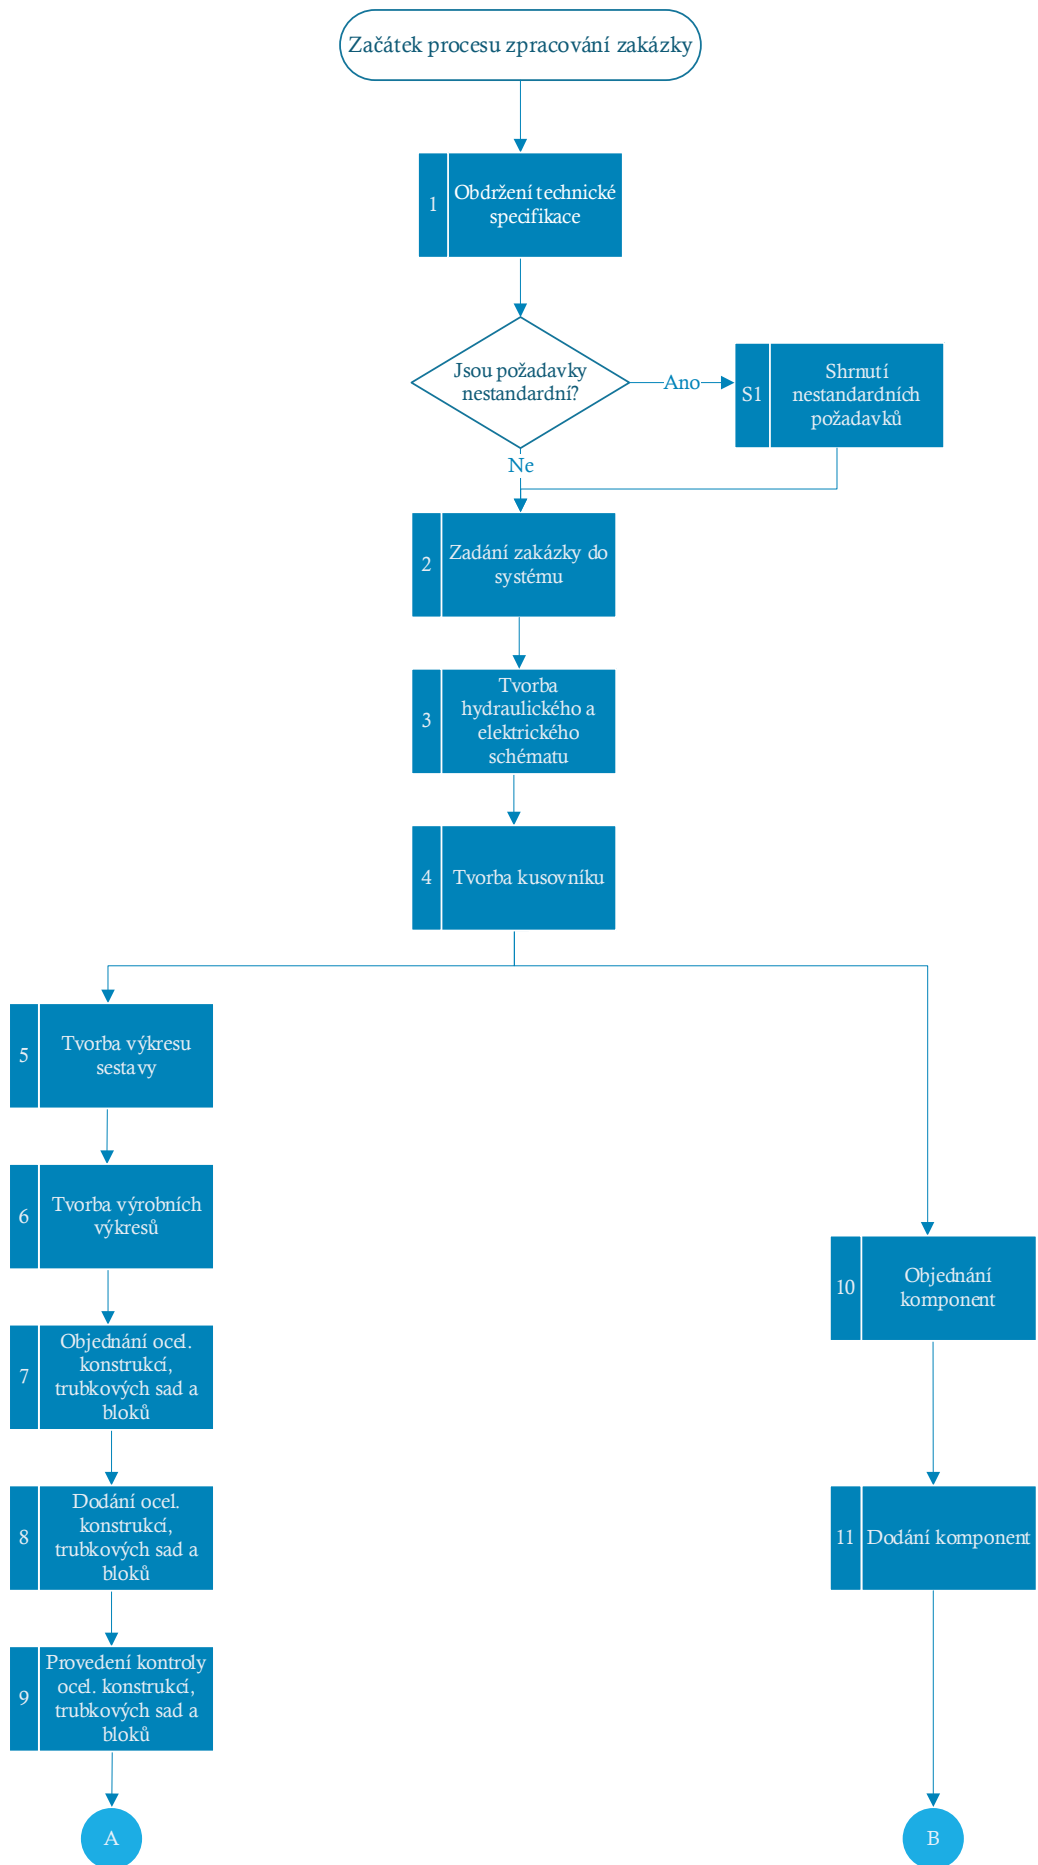 Začátek procesu zpracování zakázky
1
Obdržení technické
specifikace
Jsou požadavky
nestandardní?
Ano
S1
Shrnutí
nestandardních
požadavků
Ne
2
Zadání zakázky do
systému
3
Tvorba
hydraulického a
elektrického
schématu
4
Tvorba kusovníku
5
Tvorba výkresu
sestavy
6
Tvorba výrobních
výkresů
7
Objednání ocel.
konstrukcí,
trubkových sad a
bloků
8
Dodání ocel.
konstrukcí,
trubkových sad a
bloků
9
Provedení kontroly
ocel. konstrukcí,
trubkových sad a
bloků
A
10
Objednání
komponent
11
Dodání komponent
B